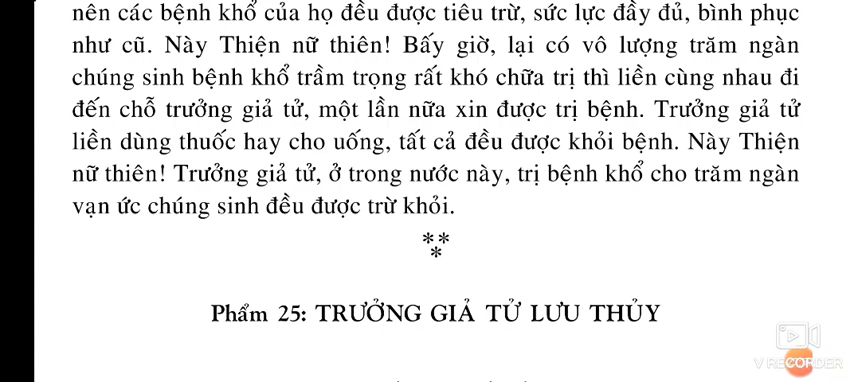 nên các bệnh khổ của họ đều được tiêu trừ, sức lực đầy đủ, bình phục
như cũ. Này Thiện nữ thiên! Bấy giờ, lại có vô lượng trăm ngàn
chúng sinh bệnh khổ trầm trọng rất khó chữa trị thì liền cùng nhau đi
đến chỗ trưởng giả tử, một lần nữa xin được trị bệnh. Trưởng giả tử
liền dùng thuốc hay cho uống, tất cả đều được khỏi bệnh. Này Thiện
nữ thiên! Trưởng giả tử, ở trong nước này, trị bệnh khổ cho trăm ngàn
vạn ức chúng sinh đều được trừ khỏi.
**
*
Phẩm 25: TRƯỞNG GIẢ TỬ LƯU THỦY
V RECORDER